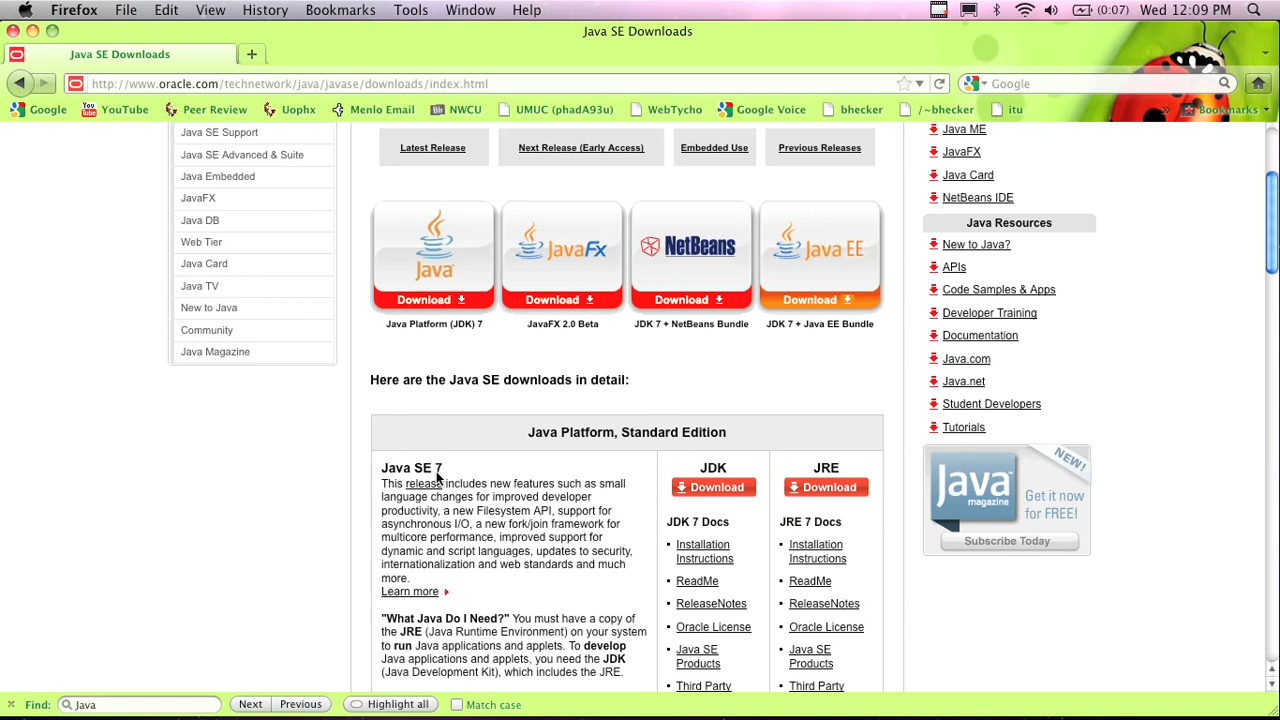 Firefox File Edit View History Bookmarks Tools Window Help (0:07) Wed 12:09 PM
Java SE Downloads
Java SE Downloads
http://www.oracle.com/technetwork/java/javase/downloads/index.html Google
Google YouTube Peer Review Uophx Menlo Email NWCU UMUC (phadA93u) WebTycho Google Voice bhecker /~bhecker itu » Bookmarks
Java SE Support
Java SE Advanced & Suite
Java Embedded
JavaFX
Java DB
Web Tier
Java Card
Java TV
New to Java
Community
Java Magazine
Latest Release Next Release (Early Access) Embedded Use Previous Releases
Java JavaFX NetBeans Java EE
Download Download Download Download
Java Platform (JDK) 7 JavaFX 2.0 Beta JDK 7 + NetBeans Bundle JDK 7 + Java EE Bundle
Here are the Java SE downloads in detail:
Java Platform, Standard Edition
Java SE 7
This release includes new features such as small
language changes for improved developer
productivity, a new Filesystem API, support for
asynchronous I/O, a new fork/join framework for
multicore performance, improved support for
dynamic and script languages, updates to security,
internationalization and web standards and much
more.
Learn more
"What Java Do I Need?" You must have a copy of
the JRE (Java Runtime Environment) on your system
to run Java applications and applets. To develop
Java applications and applets, you need the JDK
(Java Development Kit), which includes the JRE.
JDK
Download
JDK 7 Docs
Installation
Instructions
ReadMe
ReleaseNotes
Oracle License
Java SE
Products
Third Party
JRE
Download
JRE 7 Docs
Installation
Instructions
ReadMe
ReleaseNotes
Oracle License
Java SE
Products
Third Party
Java ME
JavaFX
Java Card
NetBeans IDE
Java Resources
New to Java?
APIs
Code Samples & Apps
Developer Training
Documentation
Java.com
Java.net
Student Developers
Tutorials
NEW!
Java
magazine
Get it now
for FREE!
Subscribe Today
Find: Java Next Previous Highlight all Match case